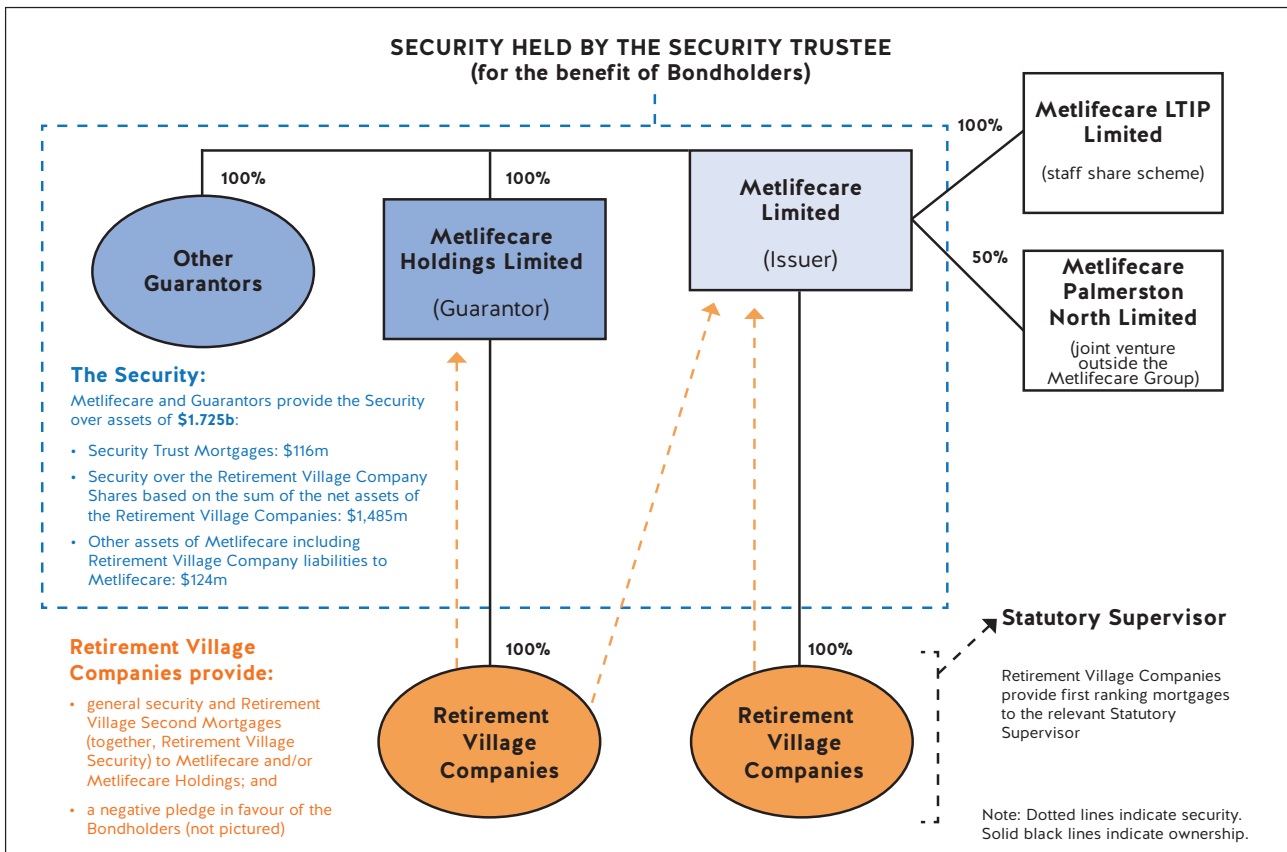 SECURITY HELD BY THE SECURITY TRUSTEE
(for the benefit of Bondholders)
100%
Metlifecare LTIP
Limited
(staff share scheme)
100%
100%
Other
Guarantors
Metlifecare
Holdings Limited
(Guarantor)
Metlifecare
Limited
(Issuer)
50%
Metlifecare
Palmerston
North Limited
(joint venture
outside the
Metlifecare Group)
The Security:
Metlifecare and Guarantors provide the Security
over assets of $1.725b:
• Security Trust Mortgages: $116m
• Security over the Retirement Village Company
Shares based on the sum of the net assets of
the Retirement Village Companies: $1,485m
• Other assets of Metlifecare including
Retirement Village Company liabilities to
Metlifecare: $124m
Retirement Village
Companies provide:
• general security and Retirement
Village Second Mortgages
(together, Retirement Village
Security) to Metlifecare and/or
Metlifecare Holdings; and
• a negative pledge in favour of the
Bondholders (not pictured)
100%
Retirement
Village
Companies
100%
Retirement
Village
Companies
Statutory Supervisor
Retirement Village Companies
provide first ranking mortgages
to the relevant Statutory
Supervisor
Note: Dotted lines indicate security.
Solid black lines indicate ownership.